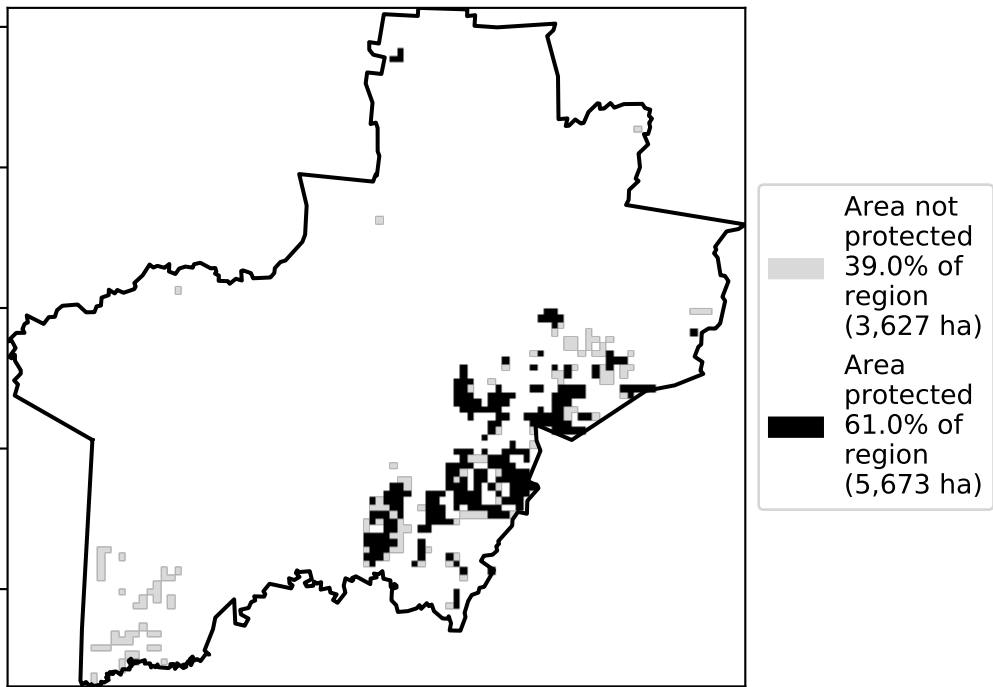 Area not
protected
39.0% of
region
(3,627 ha)
Area
protected
61.0% of
region
(5,673 ha)